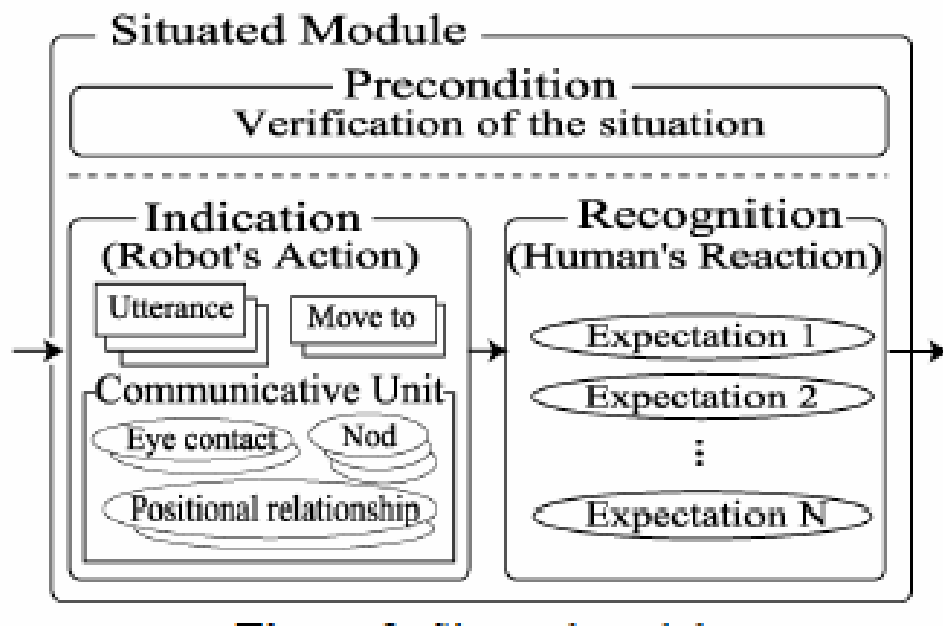 Situated Module
Precondition
Verification of the situation
Indication
(Robot's Action)
Utterance
Move to
Communicative Unit
Eye contact
Nod
Positional relationship
Recognition
(Human's Reaction)
Expectation 1
Expectation 2
⋮
Expectation N